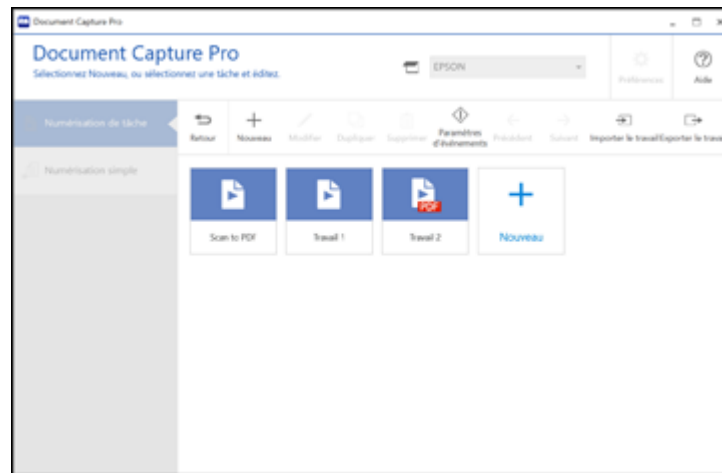 Document Capture Pro
Document Capture Pro
Sélectionnez Nouveau, ou sélectionnez une tâche et éditez.
EPSON
Préférences
Aide
Numérisation de tâche
Retour
Nouveau
Modifier
Dupliquer
Supprimer
Paramètres
d'événements
Précédent
Suivant
Importer le travail
Exporter le trava
Numérisation simple
Scan to PDF
Travail 1
PDF
Travail 2
Nouveau